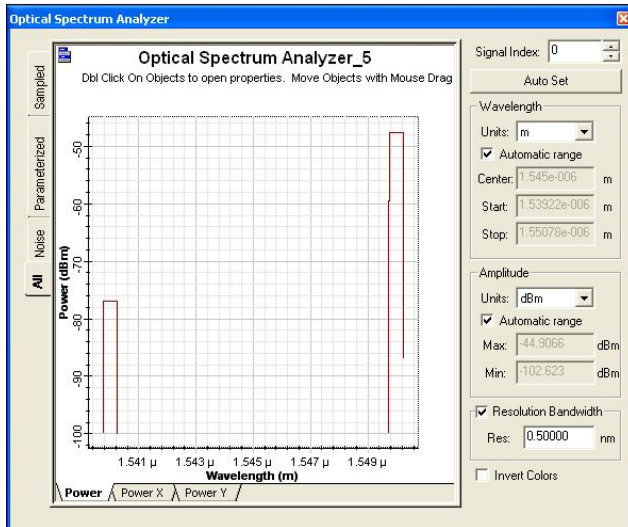 Optical Spectrum Analyzer
Sampled
Parameterized
Noise
All
Optical Spectrum Analyzer_5
Dbl Click On Objects to open properties. Move Objects with Mouse Drag
Power (dBm)
-50
-60
-70
-80
-90
-100
1.541 µ 1.543 µ 1.545 µ 1.547 µ 1.549 µ
Wavelength (m)
Power Power X Power Y
Signal Index: 0
Auto Set
Wavelength
Units: m
Automatic range
Center: 1.545e-006 m
Start: 1.53922e-006 m
Stop: 1.55078e-006 m
Amplitude
Units: dBm
Automatic range
Max: -44.9066 dBm
Min: -102.623 dBm
Resolution Bandwidth
Res: 0.50000 nm
Invert Colors